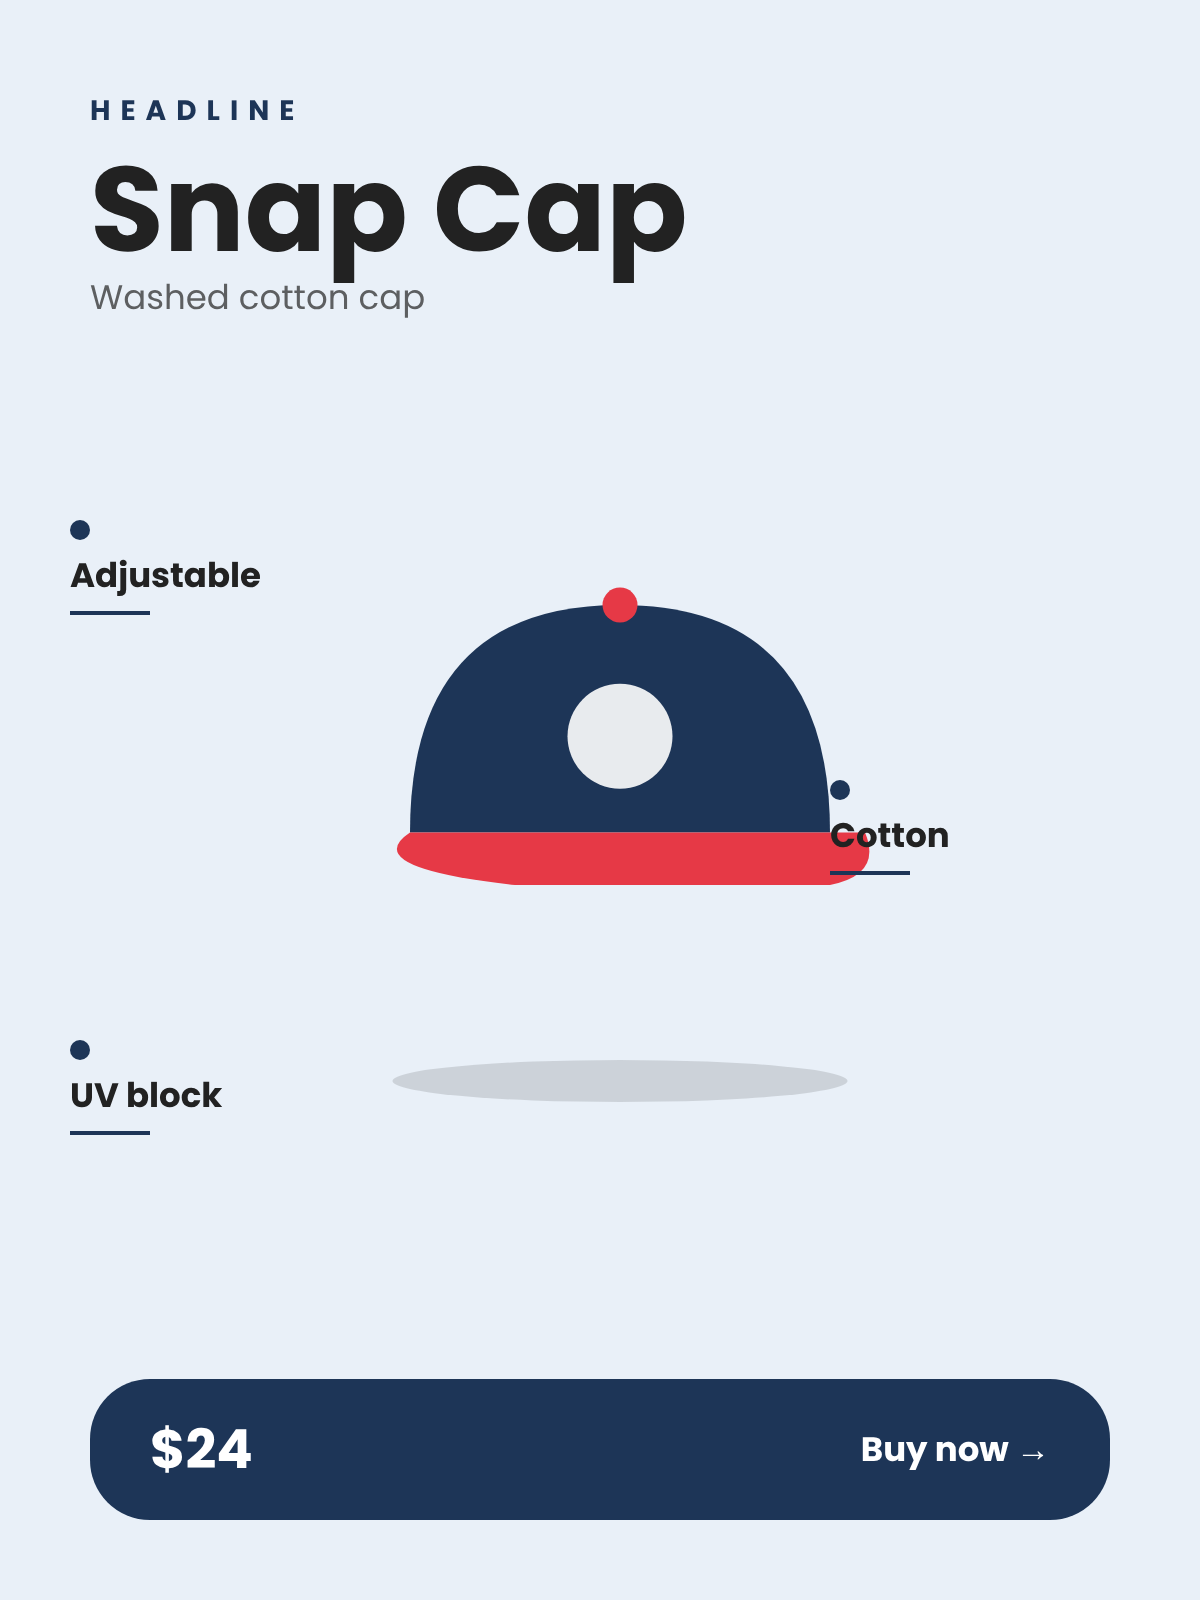 HEADLINE
Snap Cap
Washed cotton cap
Adjustable
Cotton
UV block
$24
Buy now →